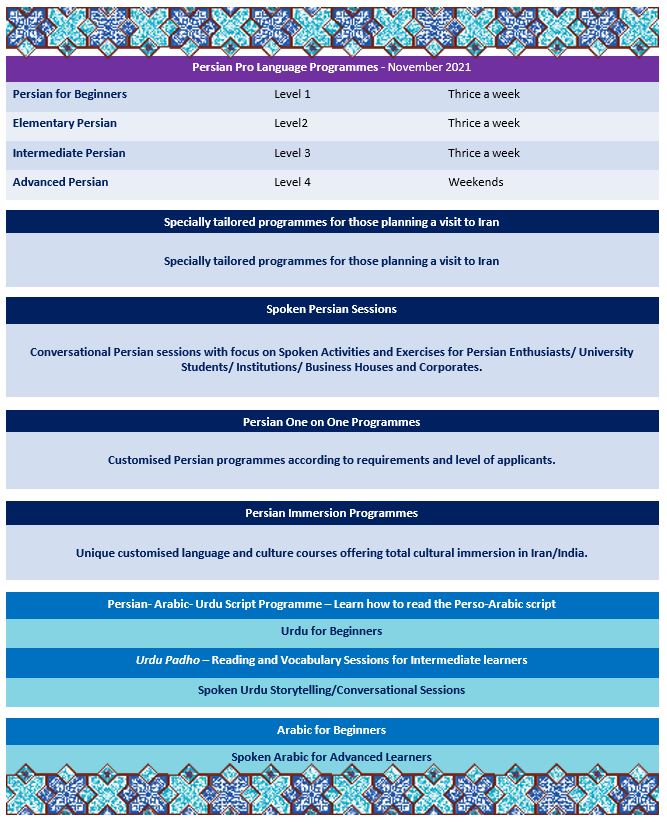 Persian Pro Language Programmes - November 2021
Persian for Beginners Level 1 Thrice a week
Elementary Persian Level2 Thrice a week
Intermediate Persian Level 3 Thrice a week
Advanced Persian Level 4 Weekends
Specially tailored programmes for those planning a visit to Iran
Specially tailored programmes for those planning a visit to Iran
Spoken Persian Sessions
Conversational Persian sessions with focus on Spoken Activities and Exercises for Persian Enthusiasts/ University
Students/ Institutions/ Business Houses and Corporates.
Persian One on One Programmes
Customised Persian programmes according to requirements and level of applicants.
Persian Immersion Programmes
Unique customised language and culture courses offering total cultural immersion in Iran/India.
Persian- Arabic- Urdu Script Programme – Learn how to read the Perso-Arabic script
Urdu for Beginners
Urdu Padho – Reading and Vocabulary Sessions for Intermediate learners
Spoken Urdu Storytelling/Conversational Sessions
Arabic for Beginners
Spoken Arabic for Advanced Learners